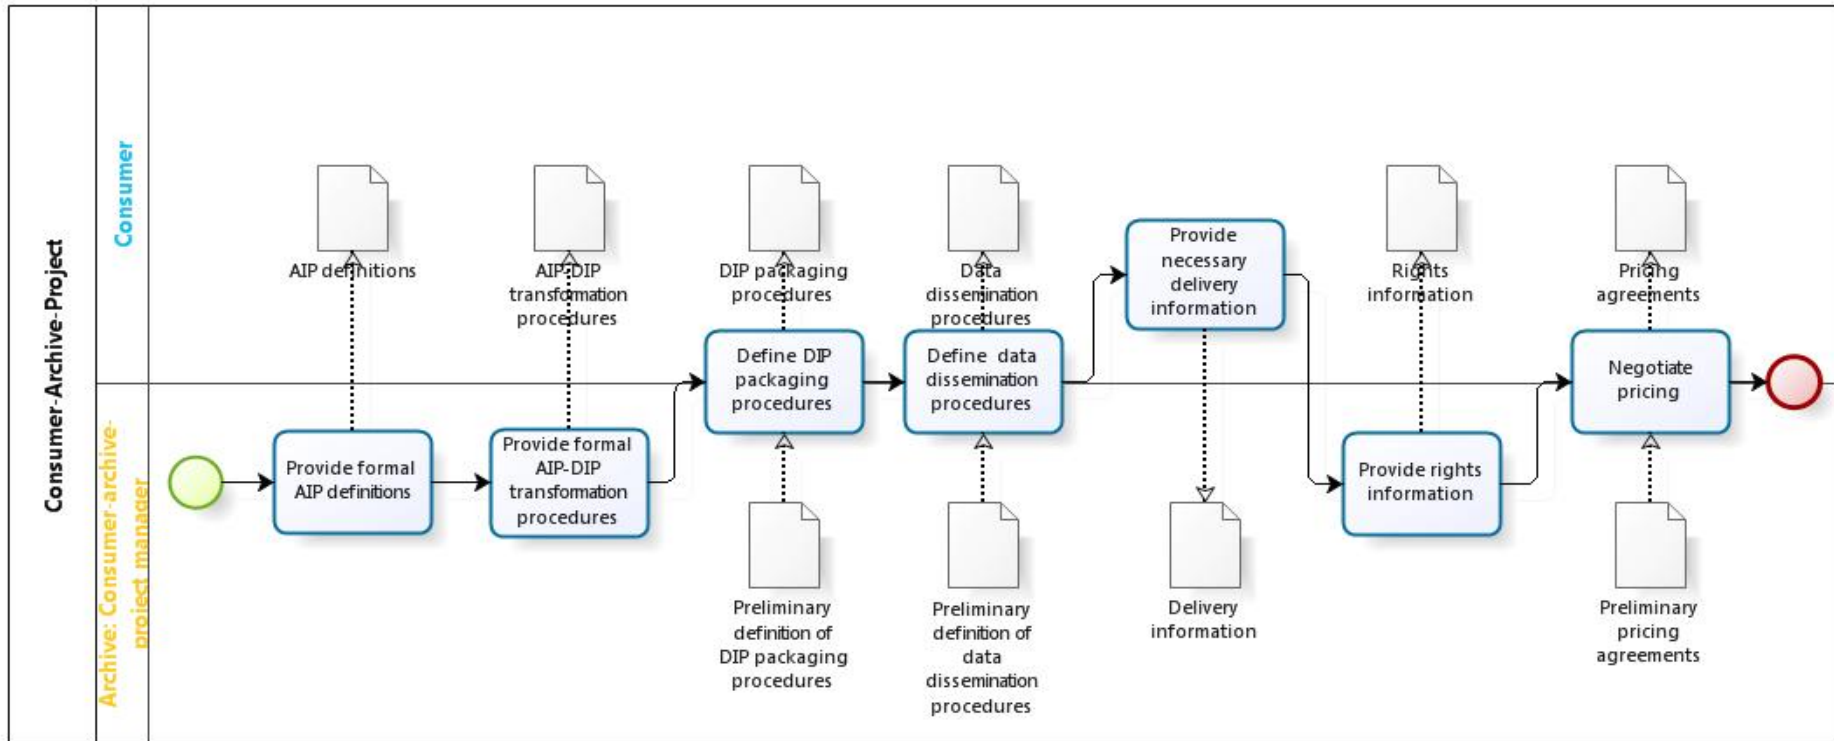 Consumer-Archive-Project
Consumer
Archive: Consumer-archive-
project manager
AIP definitions
AIP-DIP
transformation
procedures
DIP packaging
procedures
Data
dissemination
procedures
Provide
necessary
delivery
information
Rights
information
Pricing
agreements
Provide formal
AIP definitions
Provide formal
AIP-DIP
transformation
procedures
Define DIP
packaging
procedures
Define data
dissemination
procedures
Provide rights
information
Negotiate
pricing
Preliminary
definition of
DIP packaging
procedures
Preliminary
definition of
data
dissemination
procedures
Delivery
information
Preliminary
pricing
agreements